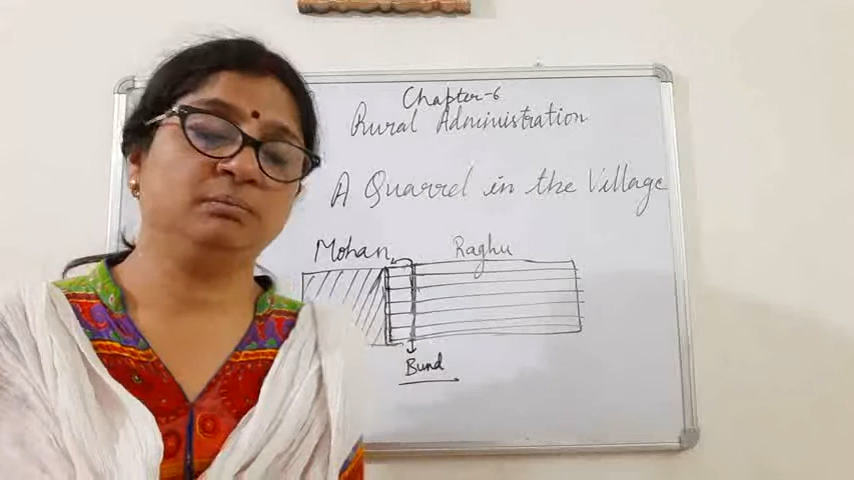 Chapter-6
Rural Administration
A Quarrel in the Village
Mohan Raghu
Bund